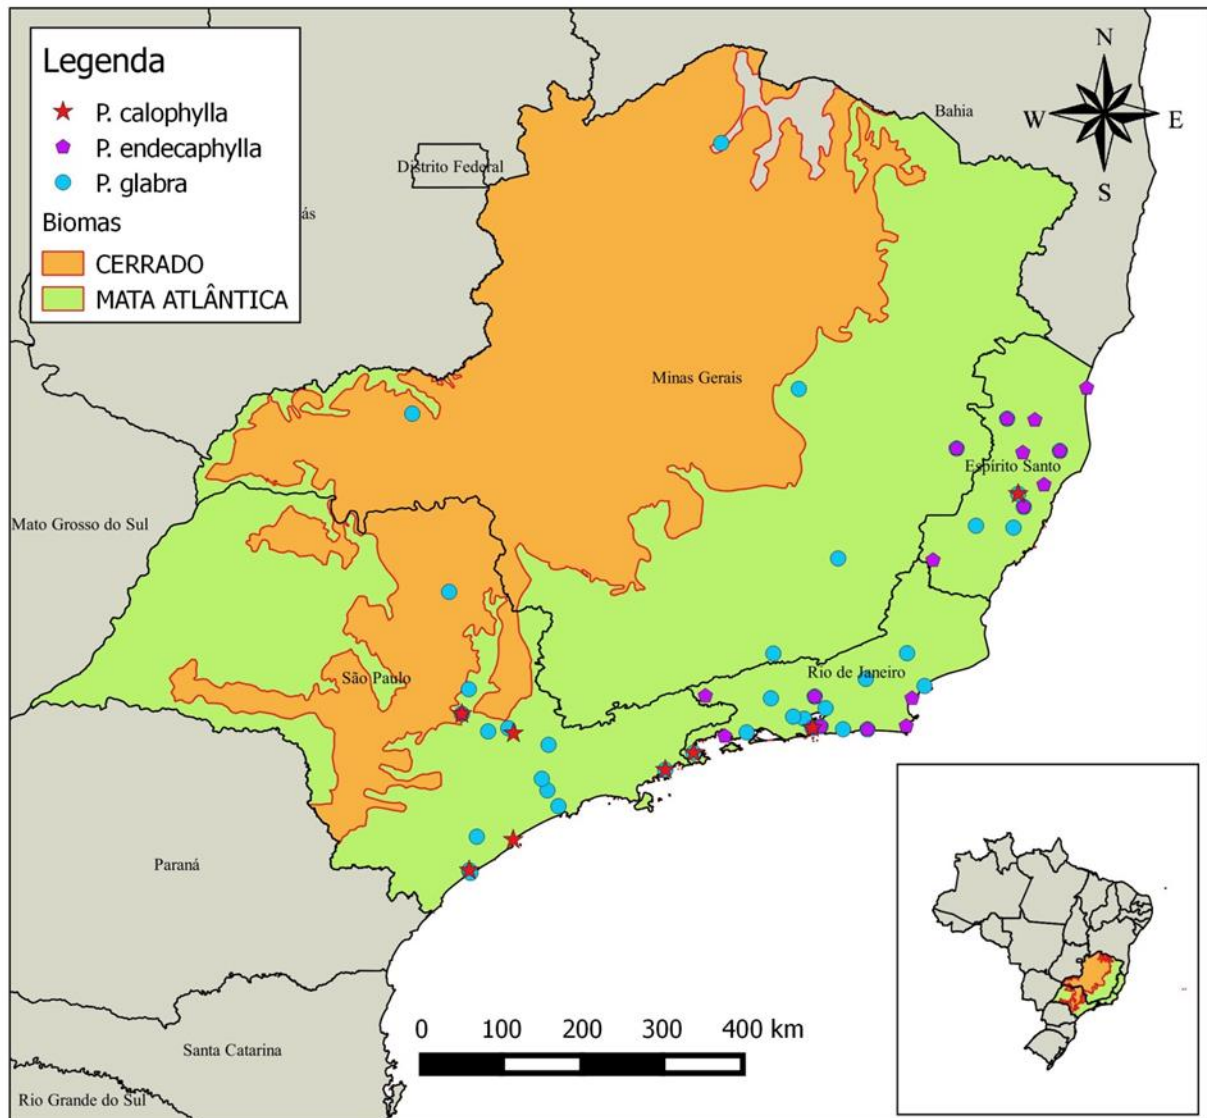 Legenda
P. calophylla
P. endecaphylla
P. glabra
Biomas
CERRADO
MATA ATLÂNTICA
N
W
E
S
Bahia
Distrito Federal
ás
Minas Gerais
Espírito Santo
Mato Grosso do Sul
São Paulo
Rio de Janeiro
Paraná
Santa Catarina
Rio Grande do Sul
0 100 200 300 400 km